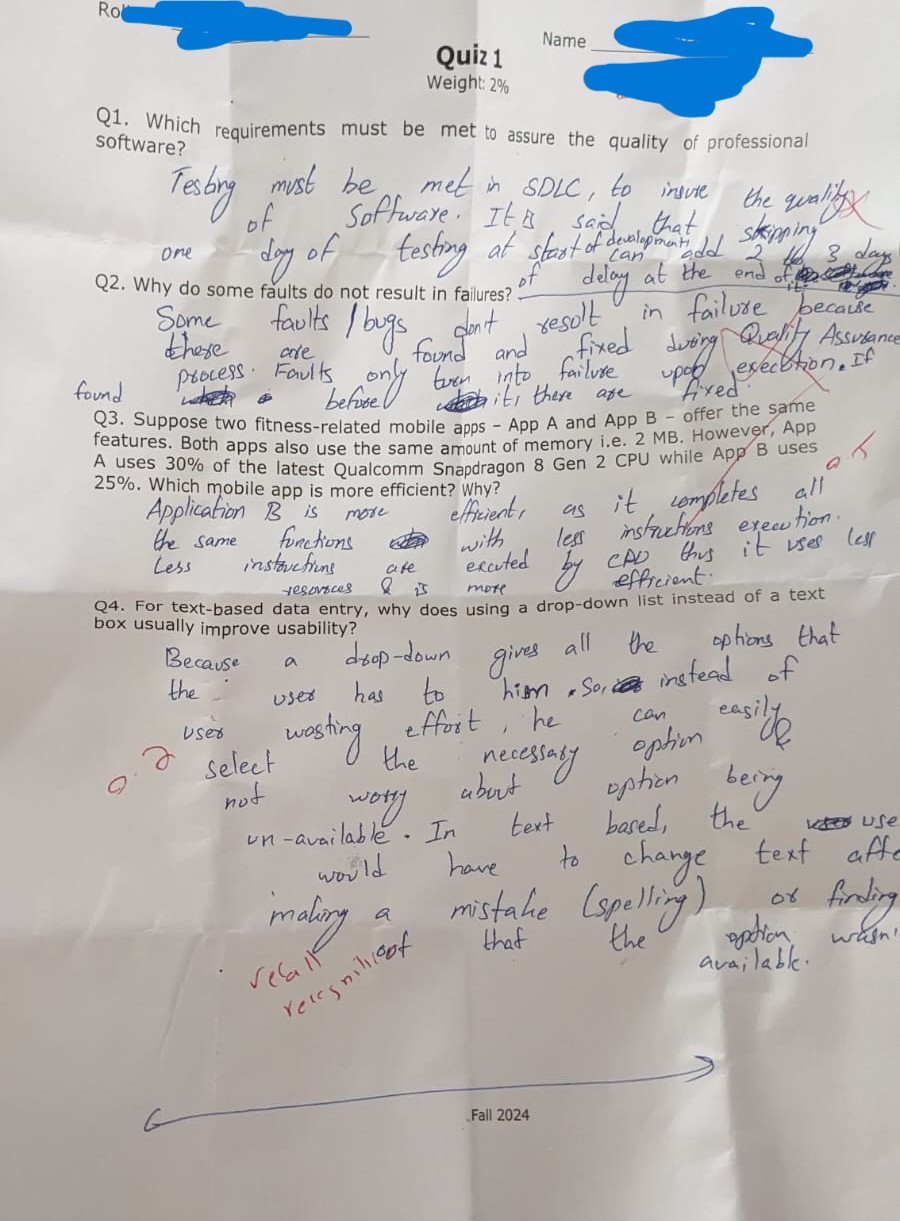 Rol
Name
Quiz 1
Weight: 2%
Q1. Which requirements must be met to assure the quality of professional
software?
Testing must be met in SDLC, to insure the quality
of Software. It is said that skipping
one day of testing at start of development can add 2 to 3 days
of delay at the end of it.
Q2. Why do some faults do not result in failures?
Some faults / bugs don't result in failure because
these are found and fixed during Quality Assurance
process. Faults only turn into failure upon execution. If
found before it, there are fixed.
Q3. Suppose two fitness-related mobile apps – App A and App B – offer the same
features. Both apps also use the same amount of memory i.e. 2 MB. However, App
A uses 30% of the latest Qualcomm Snapdragon 8 Gen 2 CPU while App B uses
25%. Which mobile app is more efficient? Why?
0.5
Application B is more efficient, as it completes all
the same functions with less instructions execution.
Less instructions are excuted by CPU thus it uses less
resources & is more efficient.
Q4. For text-based data entry, why does using a drop-down list instead of a text
box usually improve usability?
Because a drop-down gives all the options that
the user has to him. So, instead of
user wasting effort, he can easily
0.2
select the necessary option &
not worry about option being
un-available. In text based, the use
would have to change text afte
making a mistake (spelling) or finding
out that the option wasn'
available.
recall
Fall 2024